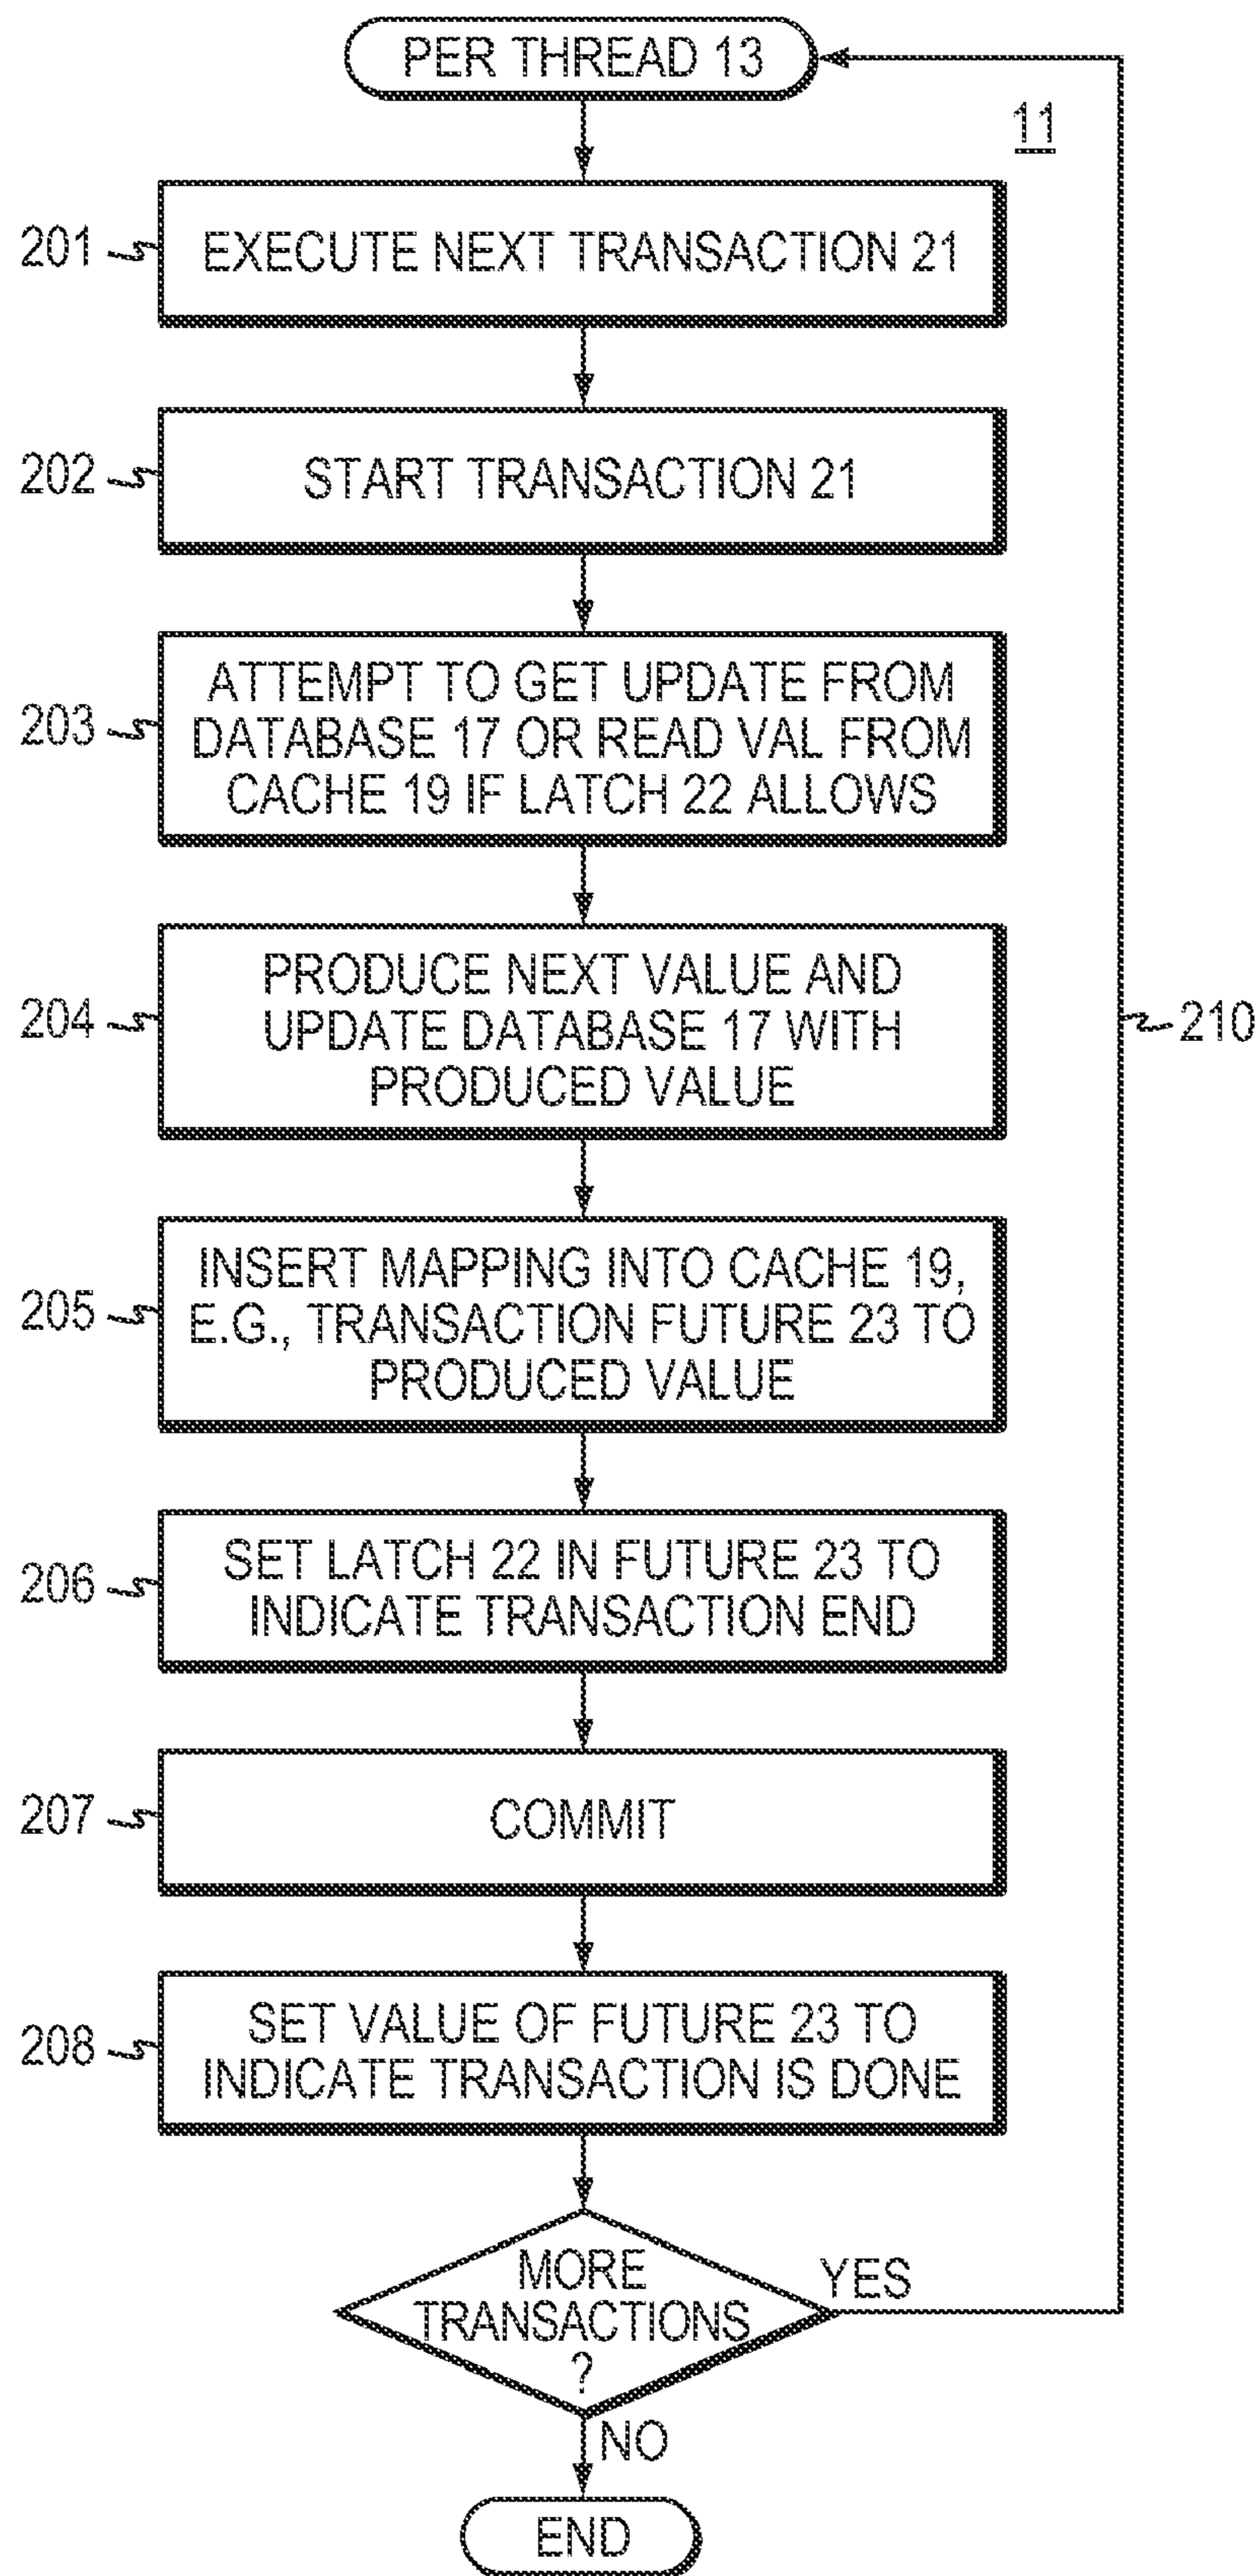 PER THREAD 13
11
201
EXECUTE NEXT TRANSACTION 21
202
START TRANSACTION 21
203
ATTEMPT TO GET UPDATE FROM
DATABASE 17 OR READ VAL FROM
CACHE 19 IF LATCH 22 ALLOWS
204
PRODUCE NEXT VALUE AND
UPDATE DATABASE 17 WITH
PRODUCED VALUE
210
205
INSERT MAPPING INTO CACHE 19,
E.G., TRANSACTION FUTURE 23 TO
PRODUCED VALUE
206
SET LATCH 22 IN FUTURE 23 TO
INDICATE TRANSACTION END
207
COMMIT
208
SET VALUE OF FUTURE 23 TO
INDICATE TRANSACTION IS DONE
MORE
TRANSACTIONS
?
YES
NO
END